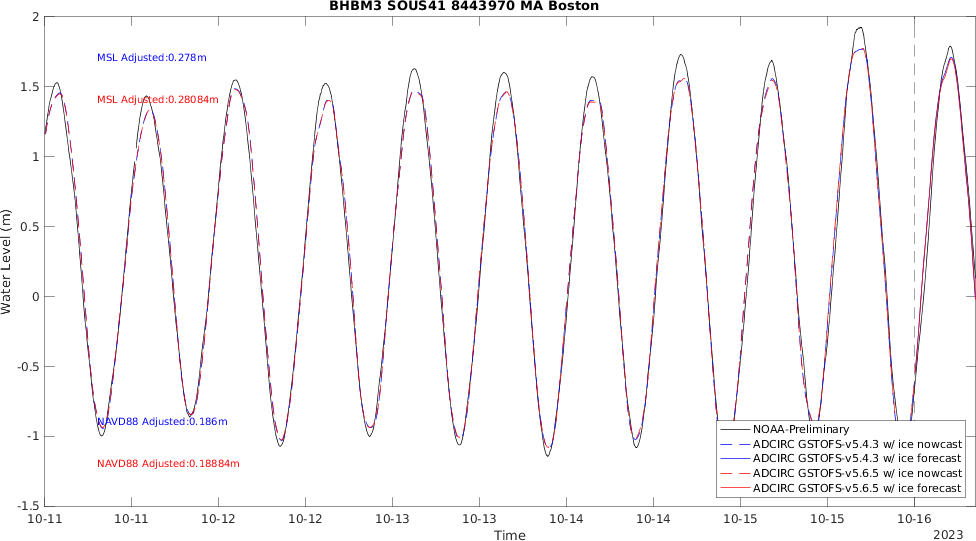 BHBM3 SOUS41 8443970 MA Boston
MSL Adjusted:0.278m
MSL Adjusted:0.28084m
NAVD88 Adjusted:0.186m
NAVD88 Adjusted:0.18884m
Water Level (m)
2
1.5
1
0.5
0
-0.5
-1
-1.5
NOAA-Preliminary
ADCIRC GSTOFS-v5.4.3 w/ ice nowcast
ADCIRC GSTOFS-v5.4.3 w/ ice forecast
ADCIRC GSTOFS-v5.6.5 w/ ice nowcast
ADCIRC GSTOFS-v5.6.5 w/ ice forecast
10-11 10-11 10-12 10-12 10-13 10-13 10-14 10-14 10-15 10-15 10-16
Time
2023